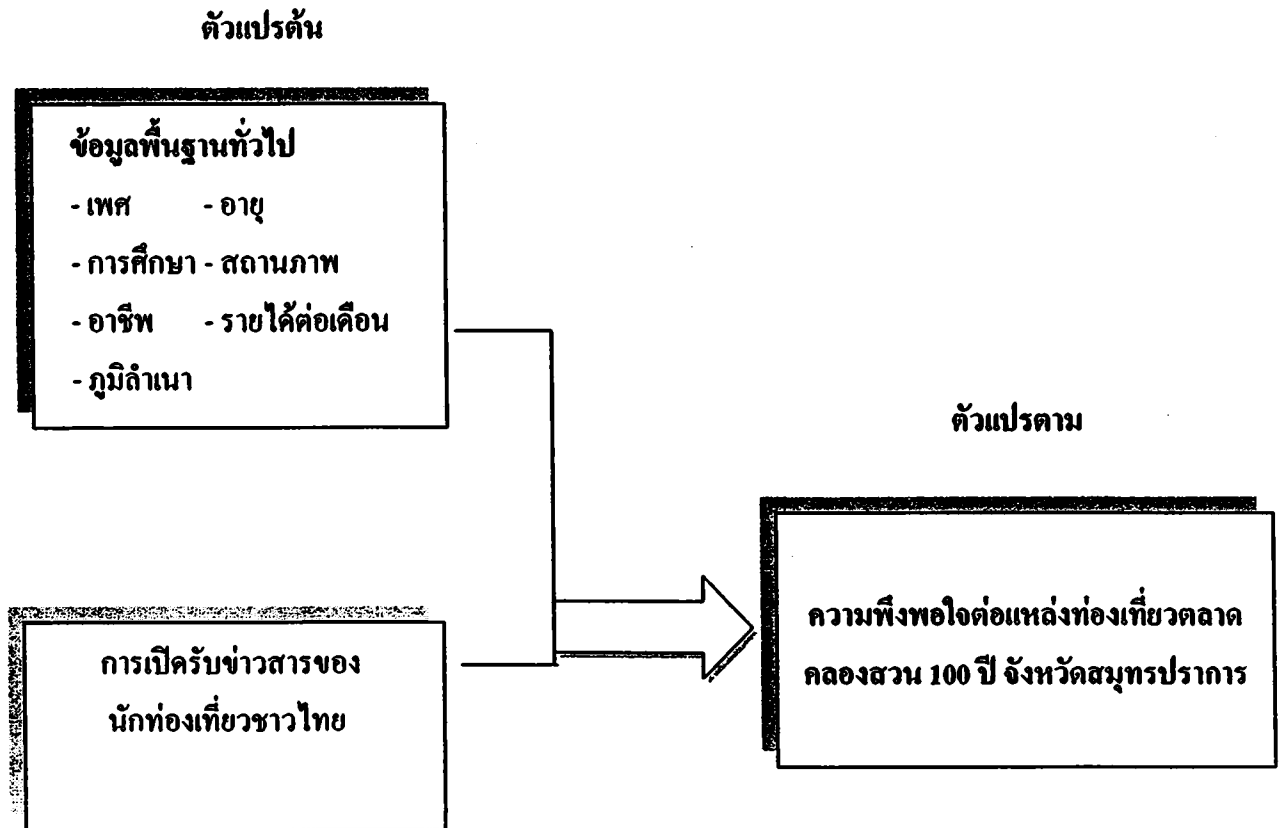 ตัวแปรต้น
ข้อมูลพื้นฐานทั่วไป
- เพศ - อายุ
- การศึกษา - สถานภาพ
- อาชีพ - รายได้ต่อเดือน
- ภูมิลำเนา
ตัวแปรตาม
การเปิดรับข่าวสารของ
นักท่องเที่ยวชาวไทย
ความพึงพอใจต่อแหล่งท่องเที่ยวตลาด
คลองสวน 100 ปี จังหวัดสมุทรปราการ